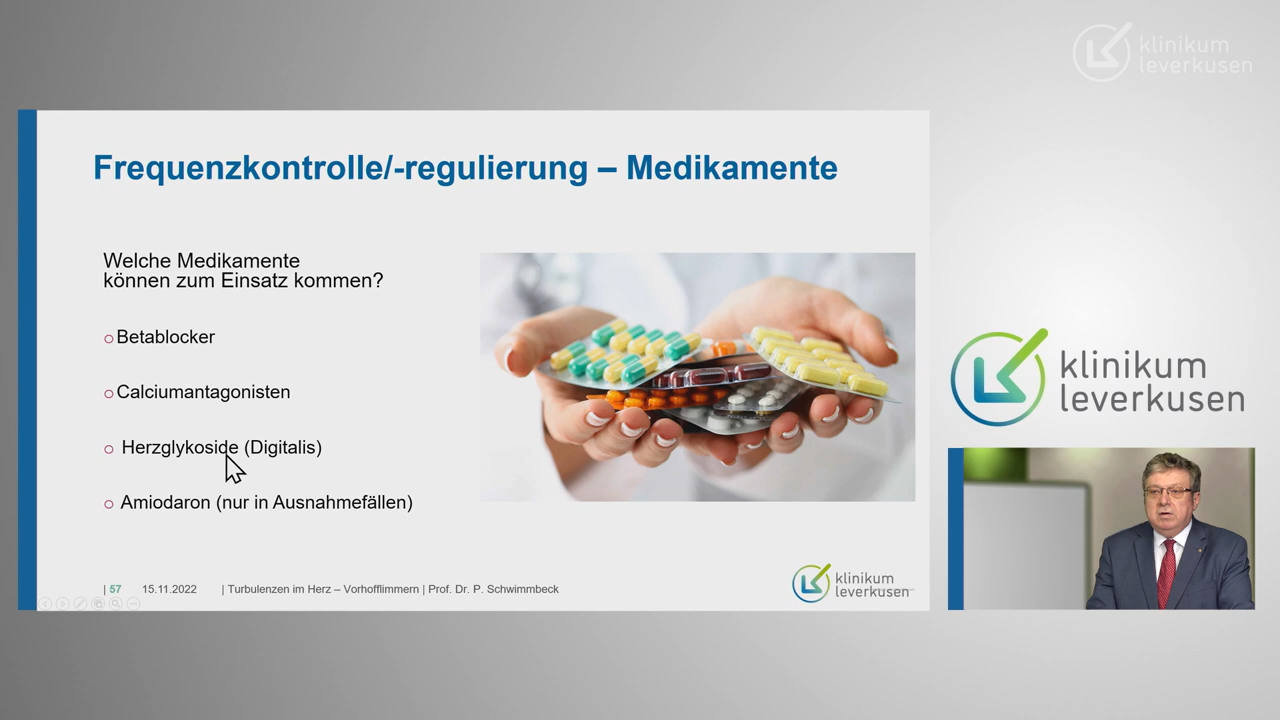 klinikum
leverkusen
Frequenzkontrolle/-regulierung – Medikamente
Welche Medikamente
können zum Einsatz kommen?
Betablocker
Calciumantagonisten
Herzglykoside (Digitalis)
Amiodaron (nur in Ausnahmefällen)
| 57 15.11.2022 | Turbulenzen im Herz – Vorhofflimmern | Prof. Dr. P. Schwimmbeck
klinikum
leverkusen
klinikum
leverkusen